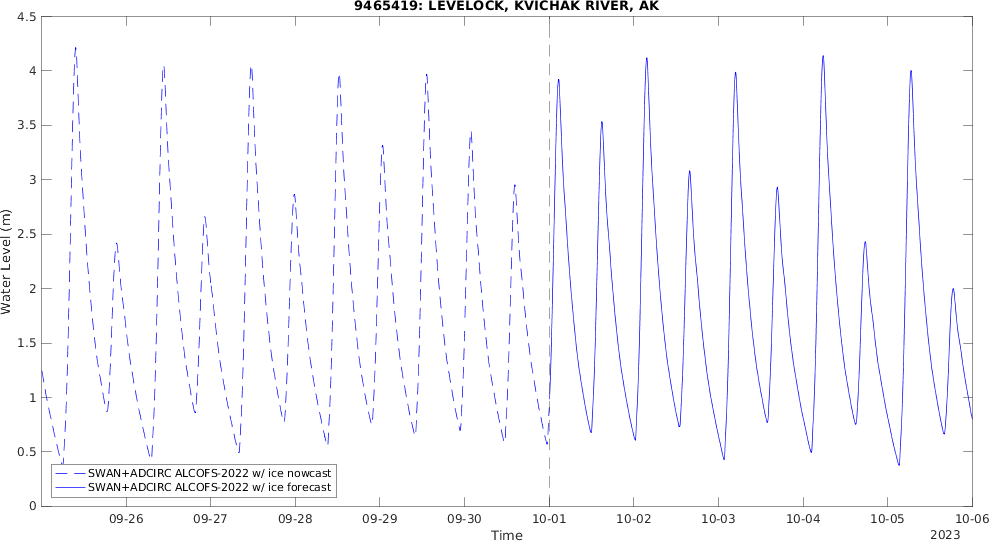 9465419: LEVELOCK, KVICHAK RIVER, AK
4.5
4
3.5
3
2.5
2
1.5
1
0.5
0
Water Level (m)
SWAN+ADCIRC ALCOFS-2022 w/ ice nowcast
SWAN+ADCIRC ALCOFS-2022 w/ ice forecast
09-26 09-27 09-28 09-29 09-30 10-01 10-02 10-03 10-04 10-05 10-06
Time
2023